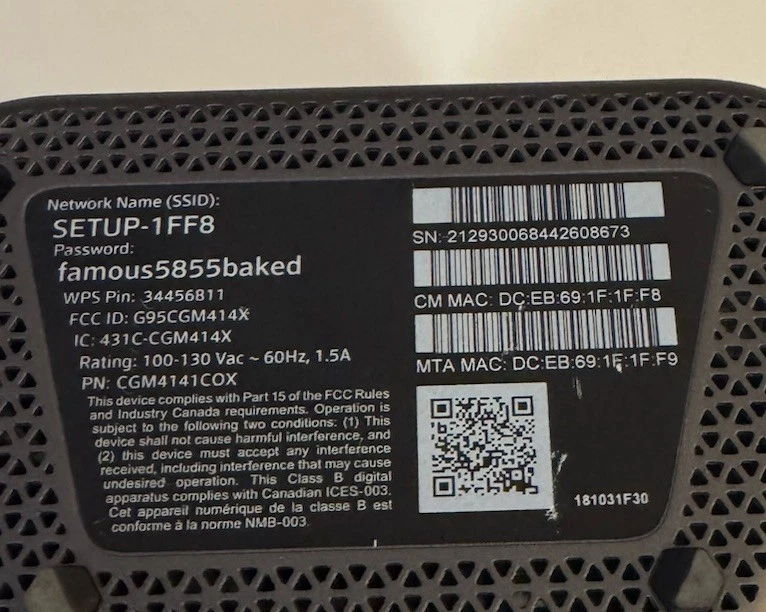 Network Name (SSID):
SETUP-1FF8
Password:
famous5855baked
WPS Pin: 34456811
FCC ID: G95CGM414X
IC: 431C-CGM414X
Rating: 100-130 Vac ~ 60Hz, 1.5A
PN: CGM4141COX
This device complies with Part 15 of the FCC Rules
and Industry Canada requirements. Operation is
subject to the following two conditions: (1) This
device shall not cause harmful interference, and
(2) this device must accept any interference
received, including interference that may cause
undesired operation. This Class B digital
apparatus complies with Canadian ICES-003.
Cet appareil numérique de la classe B est
conforme à la norme NMB-003
SN: 212930068442608673
CM MAC: DC:EB:69:1F:1F:F8
MTA MAC: DC:EB:69:1F:1F:F9
181031F30